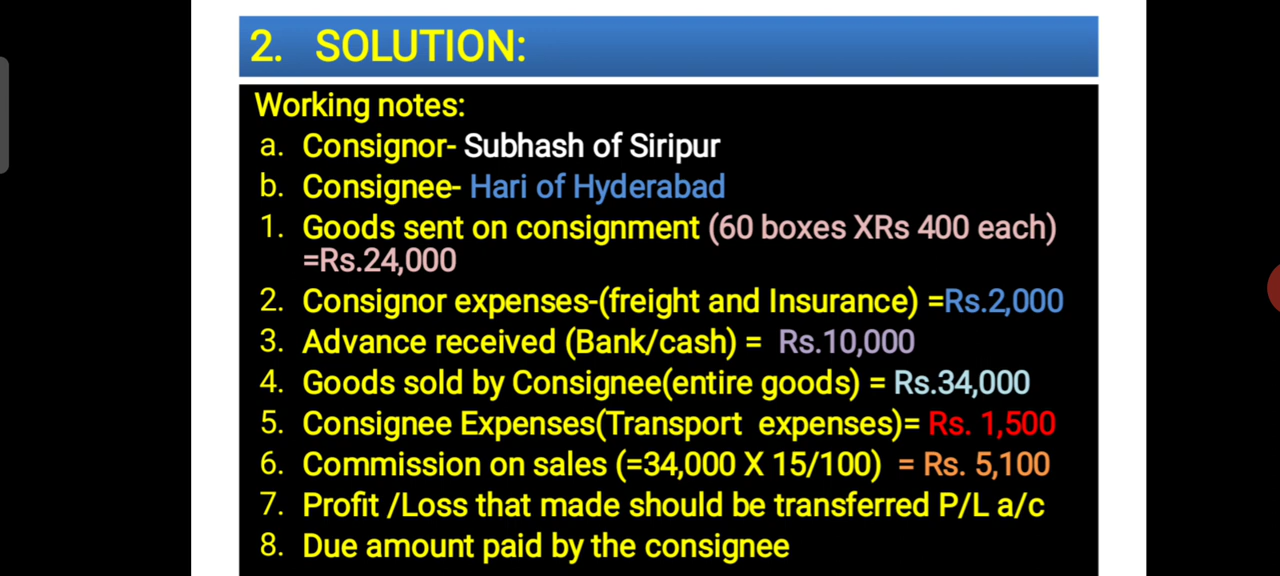 2. SOLUTION:
Working notes:
a. Consignor- Subhash of Siripur
b. Consignee- Hari of Hyderabad
1. Goods sent on consignment (60 boxes XRs 400 each)
=Rs.24,000
2. Consignor expenses-(freight and Insurance) =Rs.2,000
3. Advance received (Bank/cash) = Rs.10,000
4. Goods sold by Consignee(entire goods) = Rs.34,000
5. Consignee Expenses(Transport expenses)= Rs. 1,500
6. Commission on sales (=34,000 X 15/100) = Rs. 5,100
7. Profit /Loss that made should be transferred P/L a/c
8. Due amount paid by the consignee